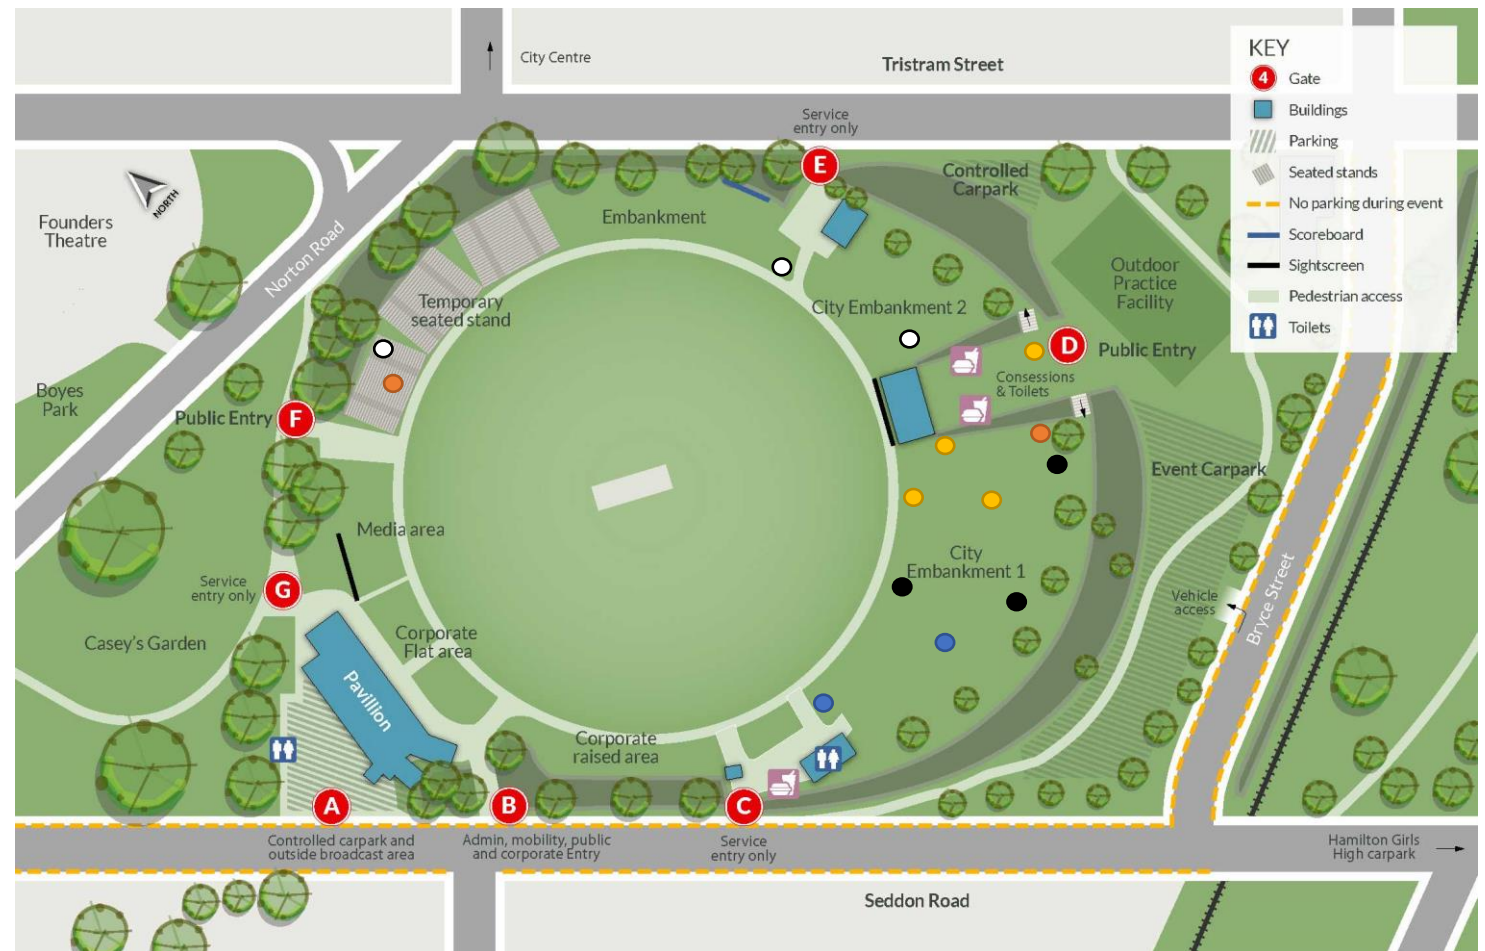 City Centre
Tristram Street
KEY
4 Gate
Buildings
Parking
Seated stands
No parking during event
Scoreboard
Sightscreen
Pedestrian access
Toilets
Service
entry only
E
Controlled
Carpark
NORTH
Founders
Theatre
Norton Road
Embankment
Outdoor
Practice
Facility
Temporary
seated stand
City Embankment 2
D
Public Entry
Consessions
& Toilets
Boyes
Park
Public Entry
F
Event Carpark
Media area
City
Embankment 1
Service
entry only
G
Vehicle
access
Bryce Street
Casey's Garden
Corporate
Flat area
Pavillion
Corporate
raised area
A
B
C
Controlled carpark and
outside broadcast area
Admin, mobility, public
and corporate Entry
Service
entry only
Hamilton Girls
High carpark
Seddon Road